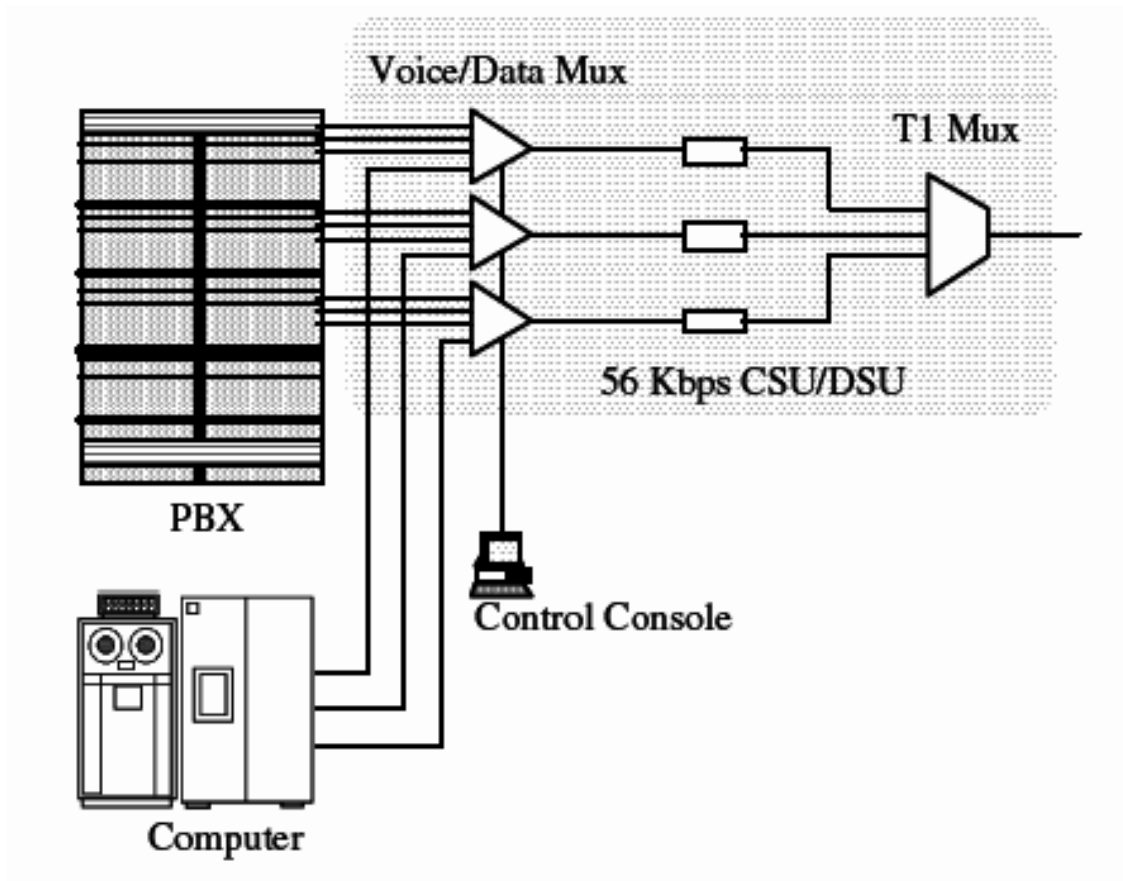 Voice/Data Mux
T1 Mux
56 Kbps CSU/DSU
PBX
Control Console
Computer